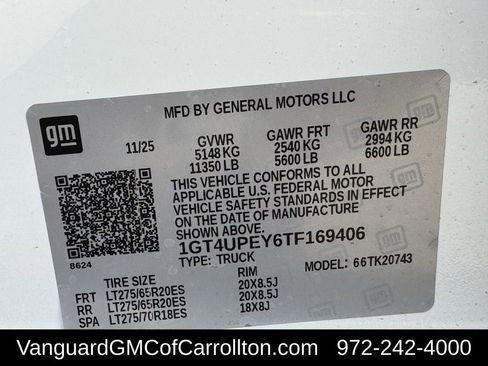 gm
MFD BY GENERAL MOTORS LLC
11/25 GVWR GAWR FRT GAWR RR
5148 KG 2540 KG 2994 KG
11350 LB 5600 LB 6600 LB
THIS VEHICLE CONFORMS TO ALL
APPLICABLE U.S. FEDERAL MOTOR
VEHICLE SAFETY STANDARDS IN EFFECT
ON THE DATE OF MANUFACTURE SHOWN ABOVE.
1GT4UPEY6TF169406
8624 TYPE: TRUCK MODEL: 66TK20743
TIRE SIZE RIM
FRT LT275/65R20ES 20X8.5J
RR LT275/65R20ES 20X8.5J
SPA LT275/70R18ES 18X8J
VanguardGMCofCarrollton.com 972-242-4000